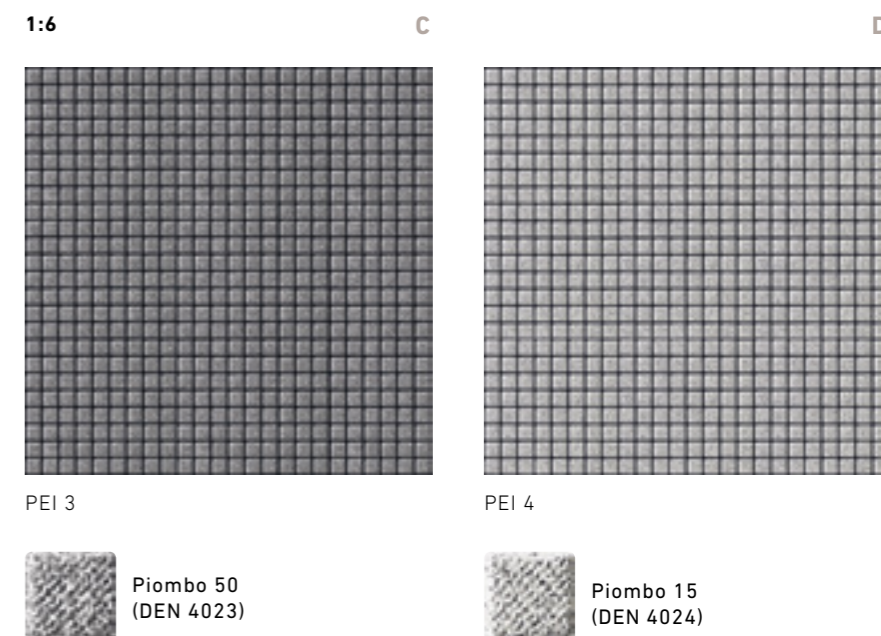 1:6
C
D
PEI 3
PEI 4
Piombo 50
(DEN 4023)
Piombo 15
(DEN 4024)